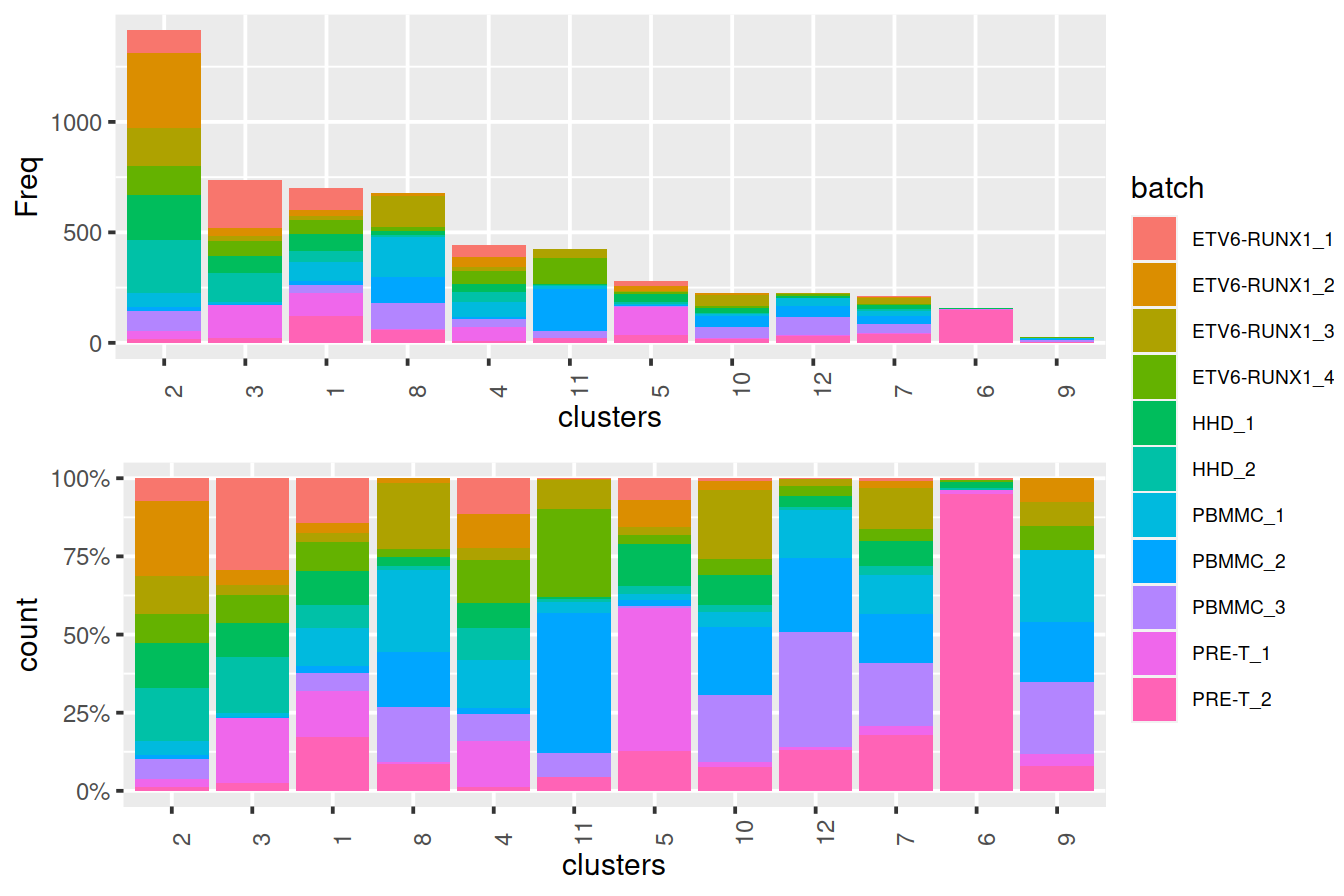 1000
500
0
Freq
2 3 1 8 4 11 5 10 12 7 6 9
clusters
100%
75%
50%
25%
0%
count
2 3 1 8 4 11 5 10 12 7 6 9
clusters
batch
ETV6-RUNX1_1
ETV6-RUNX1_2
ETV6-RUNX1_3
ETV6-RUNX1_4
HHD_1
HHD_2
PBMMC_1
PBMMC_2
PBMMC_3
PRE-T_1
PRE-T_2